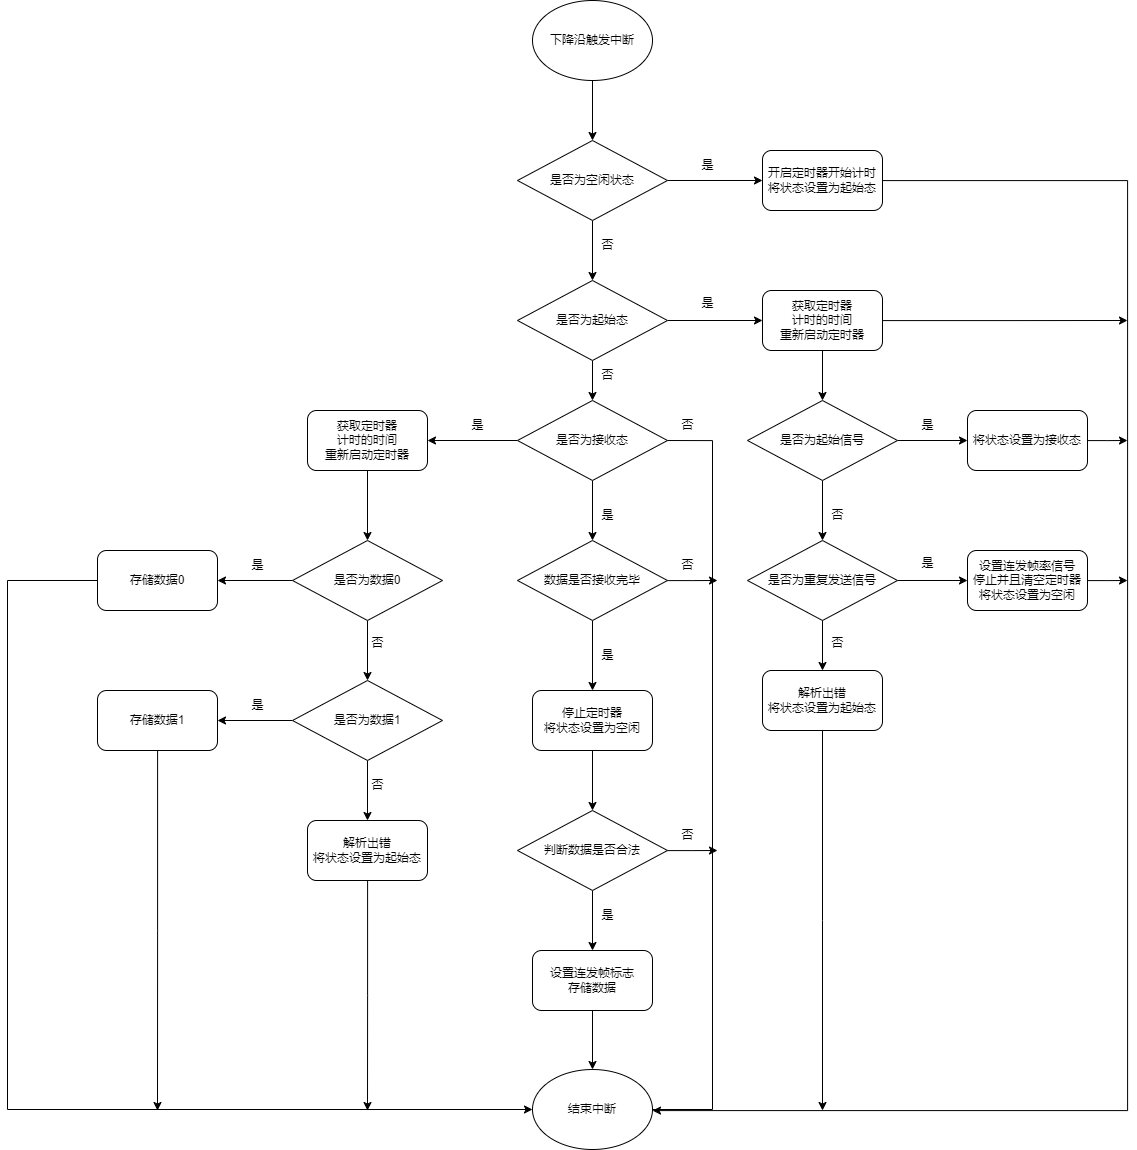 下降沿触发中断
是否为空闲状态
是
开启定时器开始计时
将状态设置为起始态
否
是否为起始态
是
获取定时器
计时的时间
重新启动定时器
否
获取定时器
计时的时间
重新启动定时器
是
是否为接收态
否
是否为起始信号
是
将状态设置为接收态
是
否
存储数据0
是
是否为数据0
数据是否接收完毕
否
是否为重复发送信号
是
设置连发帧率信号
停止并且清空定时器
将状态设置为空闲
否
是
否
存储数据1
是
是否为数据1
停止定时器
将状态设置为空闲
解析出错
将状态设置为起始态
否
解析出错
将状态设置为起始态
判断数据是否合法
否
是
设置连发帧标志
存储数据
结束中断